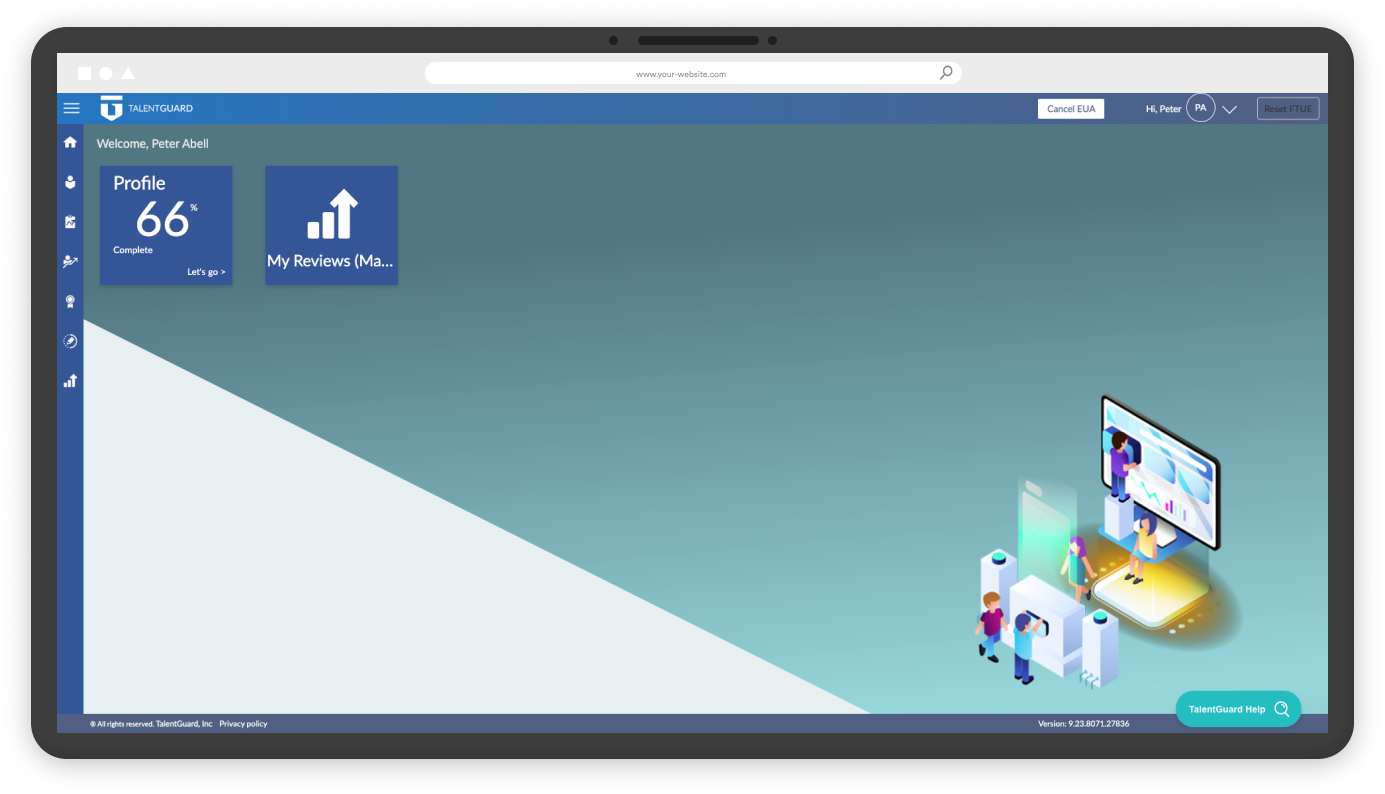 www.your-website.com
TALENTGUARD
Cancel EUA
Hi, Peter
PA
Reset FTUE
Welcome, Peter Abell
Profile
66%
Complete
Let's go >
My Reviews (Ma...
® All rights reserved. TalentGuard, Inc Privacy policy
Version: 9.23.8071.27836
TalentGuard Help